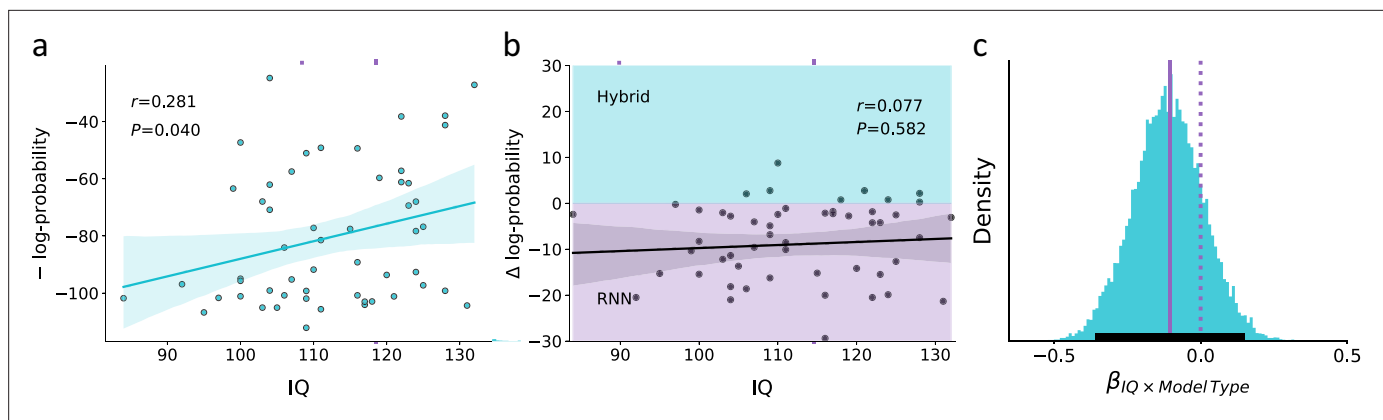 a
− log-probability
−40
−60
−80
−100
r=0.281
P=0.040
90 100 110 120 130
IQ
b
Δ log-probability
30
20
10
0
−10
−20
−30
Hybrid
r=0.077
P=0.582
RNN
90 100 110 120 130
IQ
c
Density
−0.5 0.0 0.5
βIQ × Model Type